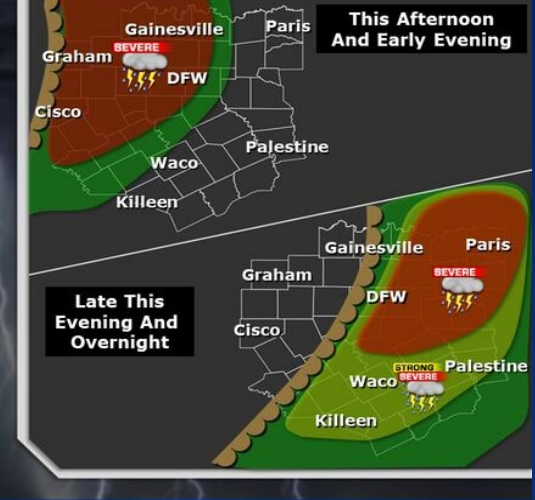 This Afternoon
And Early Evening
Gainesville
Paris
SEVERE
Graham
DFW
Cisco
Palestine
Waco
Killeen
Late This
Evening And
Overnight
Gainesville
Paris
Graham
SEVERE
DFW
Cisco
STRONG
SEVERE
Palestine
Waco
Killeen